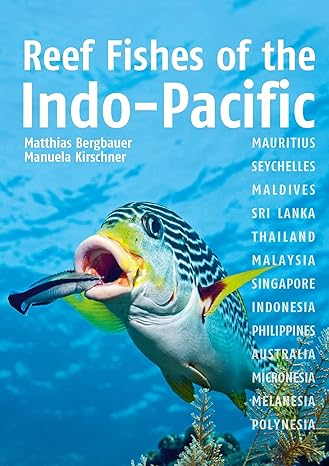 Reef Fishes of the
Indo-Pacific
Matthias Bergbauer
Manuela Kirschner
MAURITIUS
SEYCHELLES
MALDIVES
SRI LANKA
THAILAND
MALAYSIA
SINGAPORE
INDONESIA
PHILIPPINES
AUSTRALIA
MICRONESIA
MELANESIA
POLYNESIA